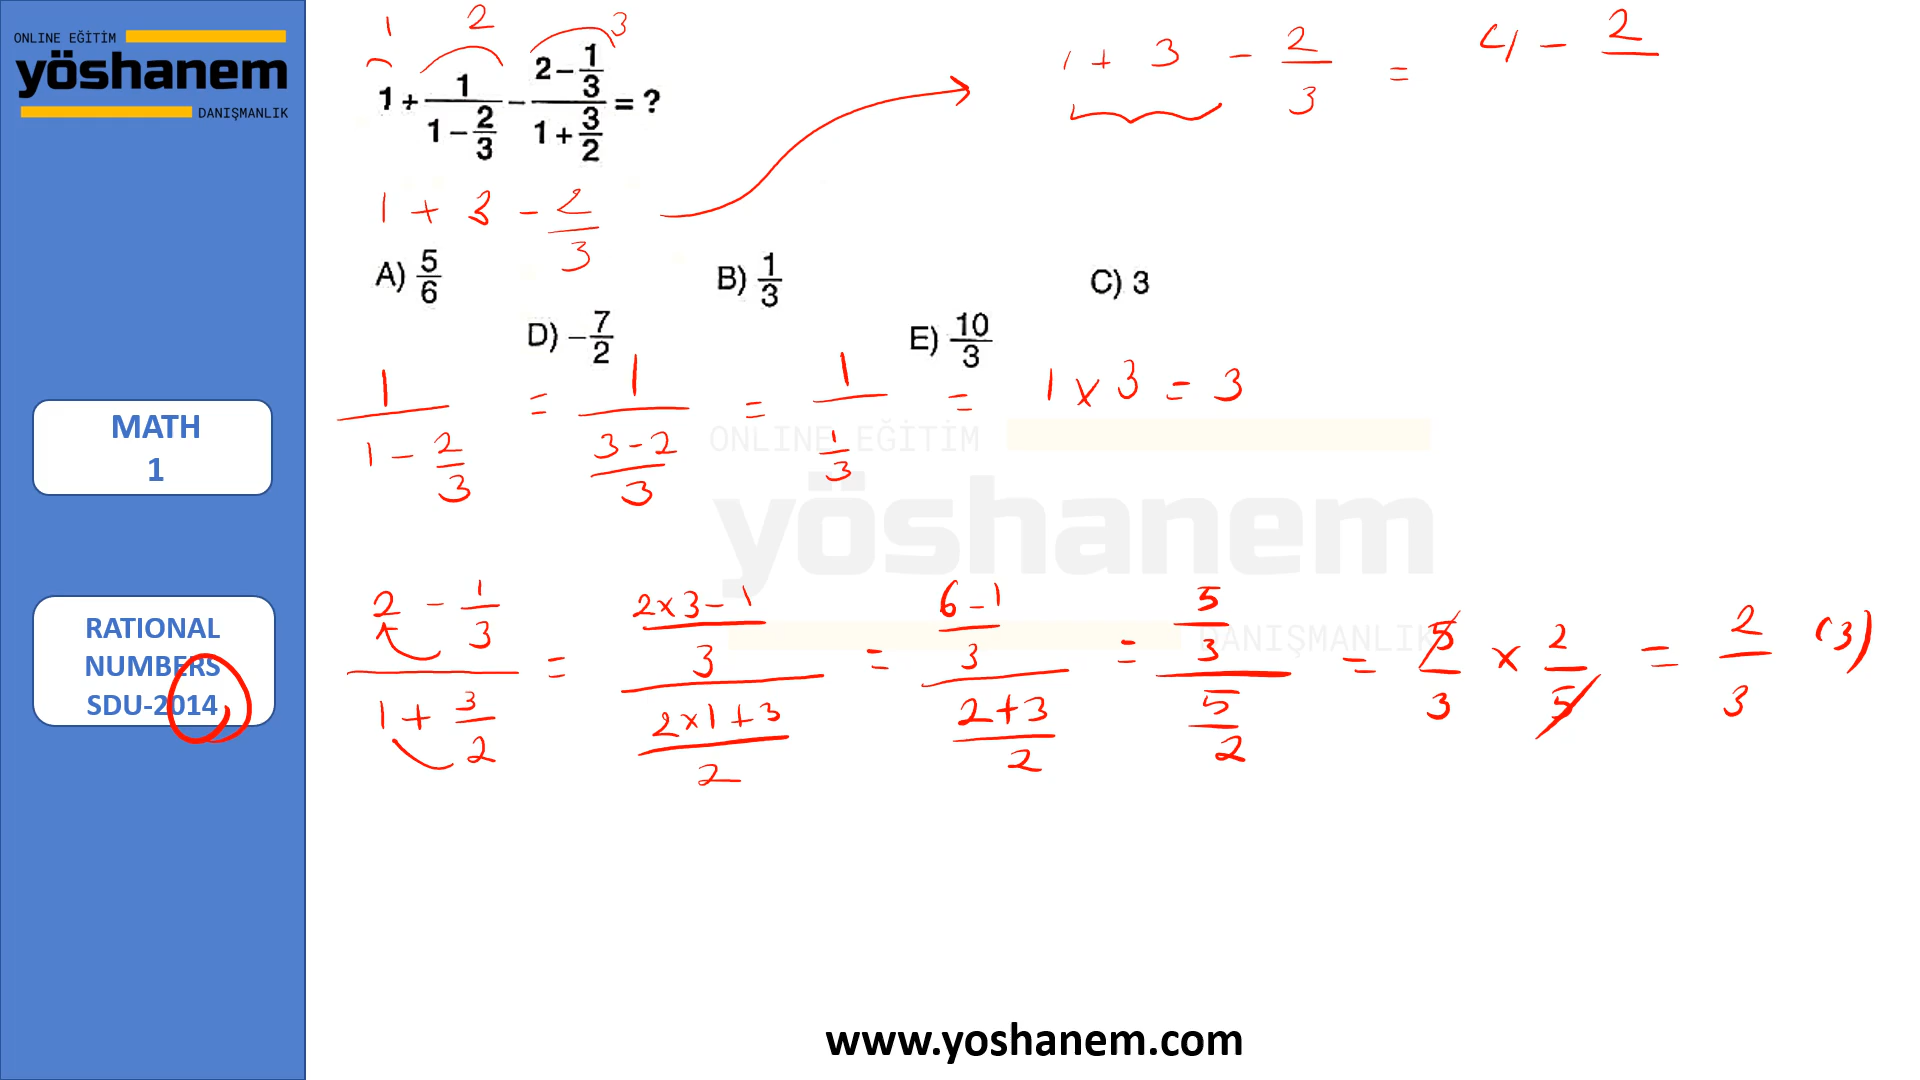 ONLINE EĞİTİM
yöshanem
DANIŞMANLIK
1 2 3
1 + 1/(1 − 2/3) − (2 − 1/3)/(1 + 3/2) = ?
1 + 3 − 2/3
1 + 3 − 2/3 = 4 − 2
A) 5/6
B) 1/3
C) 3
D) −7/2
E) 10/3
1/(1 − 2/3) = 1/((3 − 2)/3) = 1/(1/3) = 1 × 3 = 3
MATH
1
ONLINE EĞİTİM
yöshanem
DANIŞMANLIK
RATIONAL
NUMBERS
SDU-2014
(2 − 1/3)/(1 + 3/2) = ((2×3−1)/3)/((2×1+3)/2) = ((6−1)/3)/((2+3)/2) = (5/3)/(5/2) = 5/3 × 2/5 = 2/3 (3)
www.yoshanem.com